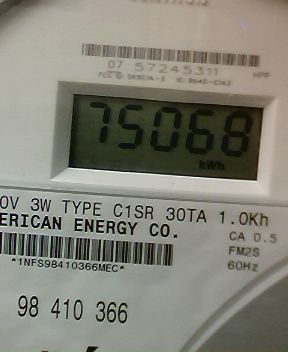 07 57245311
75068
kWh
0V 3W TYPE C1SR 30TA 1.0Kh
ERICAN ENERGY CO.
CA 0.5
FM2S
60Hz
*1NFS98410366MEC*
98 410 366